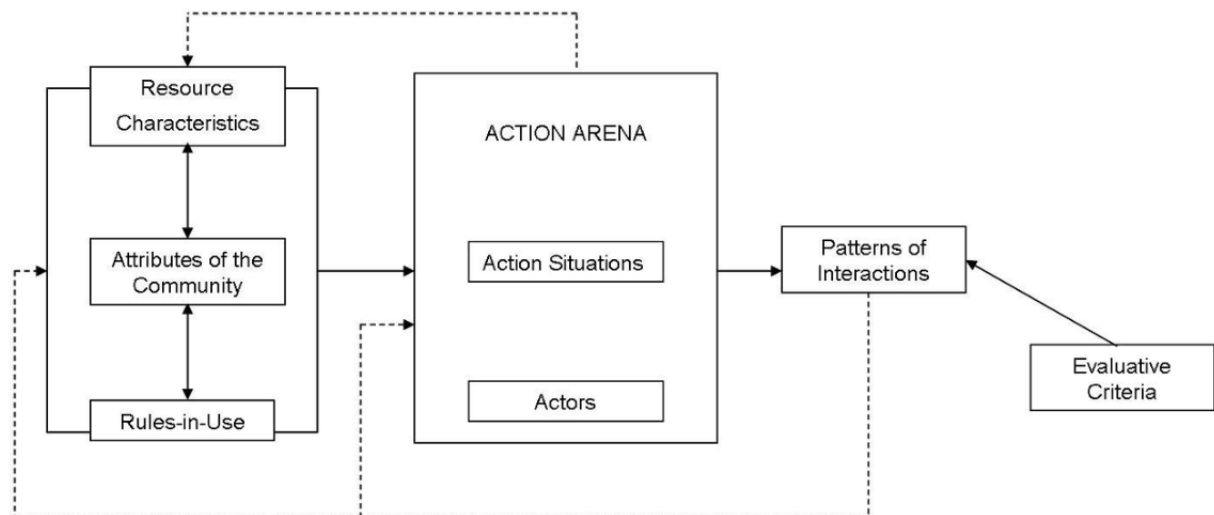 Resource
Characteristics
Attributes of the
Community
Rules-in-Use
ACTION ARENA
Action Situations
Actors
Patterns of
Interactions
Evaluative
Criteria